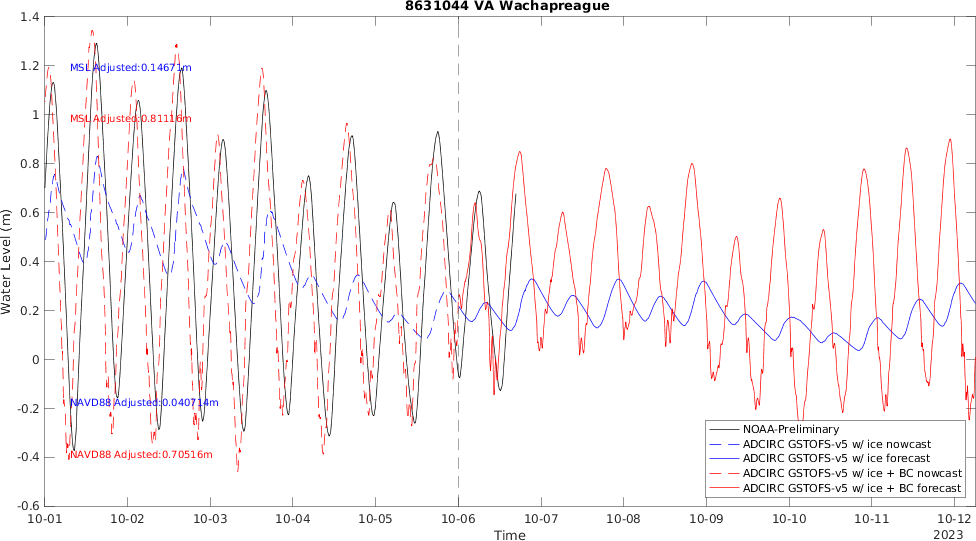 8631044 VA Wachapreague
Water Level (m)
1.4
1.2
1
0.8
0.6
0.4
0.2
0
-0.2
-0.4
-0.6
MSL Adjusted:0.14671m
MSL Adjusted:0.81116m
NAVD88 Adjusted:0.040714m
NAVD88 Adjusted:0.70516m
NOAA-Preliminary
ADCIRC GSTOFS-v5 w/ ice nowcast
ADCIRC GSTOFS-v5 w/ ice forecast
ADCIRC GSTOFS-v5 w/ ice + BC nowcast
ADCIRC GSTOFS-v5 w/ ice + BC forecast
10-01 10-02 10-03 10-04 10-05 10-06 10-07 10-08 10-09 10-10 10-11 10-12
Time
2023